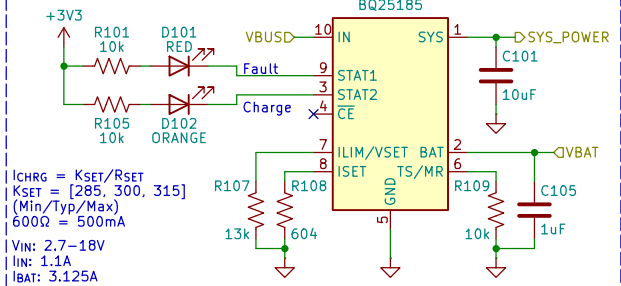 BQ25185
+3V3
R101
10k
D101
RED
VBUS
10
IN
SYS
1
SYS_POWER
Fault
9
STAT1
C101
10uF
Charge
3
STAT2
4
CE
R105
10k
D102
ORANGE
7
ILIM/VSET
BAT
2
VBAT
8
ISET
TS/MR
6
ICHRG = KSET/RSET
KSET = [285, 300, 315]
(Min/Typ/Max)
600Ω = 500mA
R107
13k
R108
604
GND
5
R109
10k
C105
1uF
VIN: 2.7-18V
IIN: 1.1A
IBAT: 3.125A